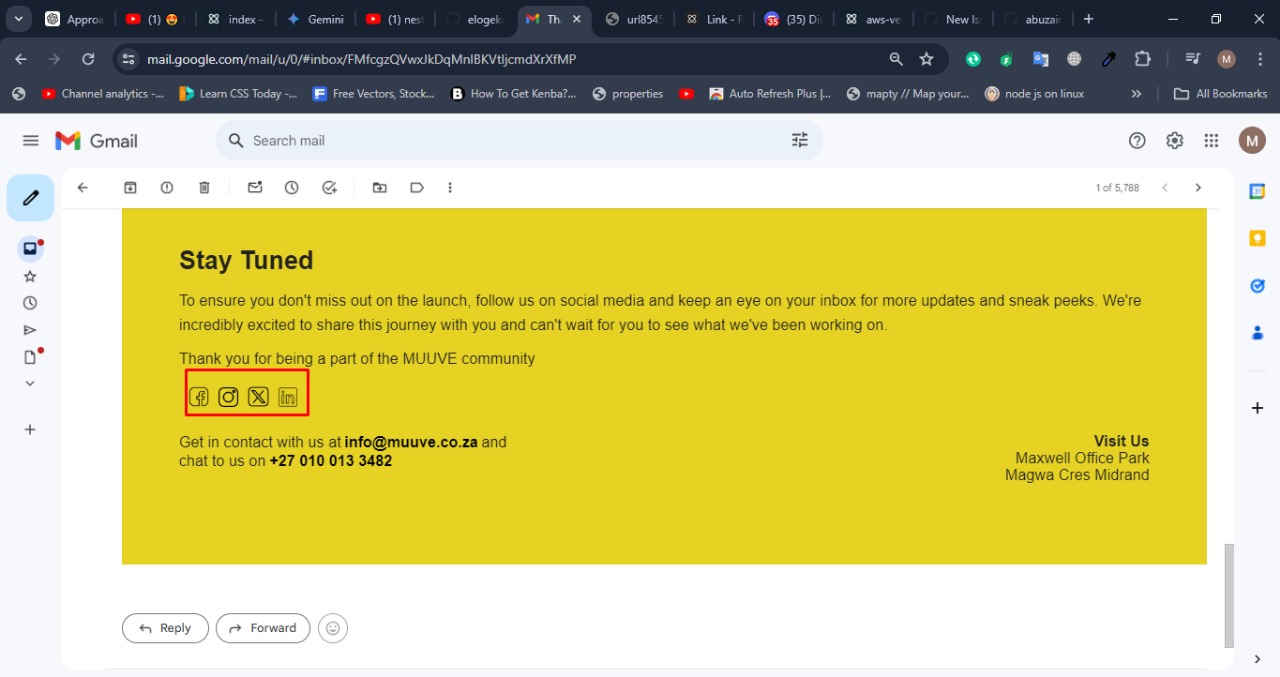 Approa
(1)
index -
Gemini
(1) nes
elogek
Th
url8545
Link - R
35
(35) Di
aws-ve
New Is
abuzai
mail.google.com/mail/u/0/#inbox/FMfcgzQVwxJkDqMnlBKVtljcmdXrXfMP
M
Channel analytics -...
Learn CSS Today -...
Free Vectors, Stock...
How To Get Kenba?...
properties
Auto Refresh Plus |...
mapty // Map your...
node js on linux
All Bookmarks
Gmail
Search mail
M
1 of 5,788
31
Stay Tuned
To ensure you don't miss out on the launch, follow us on social media and keep an eye on your inbox for more updates and sneak peeks. We're
incredibly excited to share this journey with you and can't wait for you to see what we've been working on.
Thank you for being a part of the MUUVE community
Get in contact with us at info@muuve.co.za and
chat to us on +27 010 013 3482
Visit Us
Maxwell Office Park
Magwa Cres Midrand
Reply
Forward